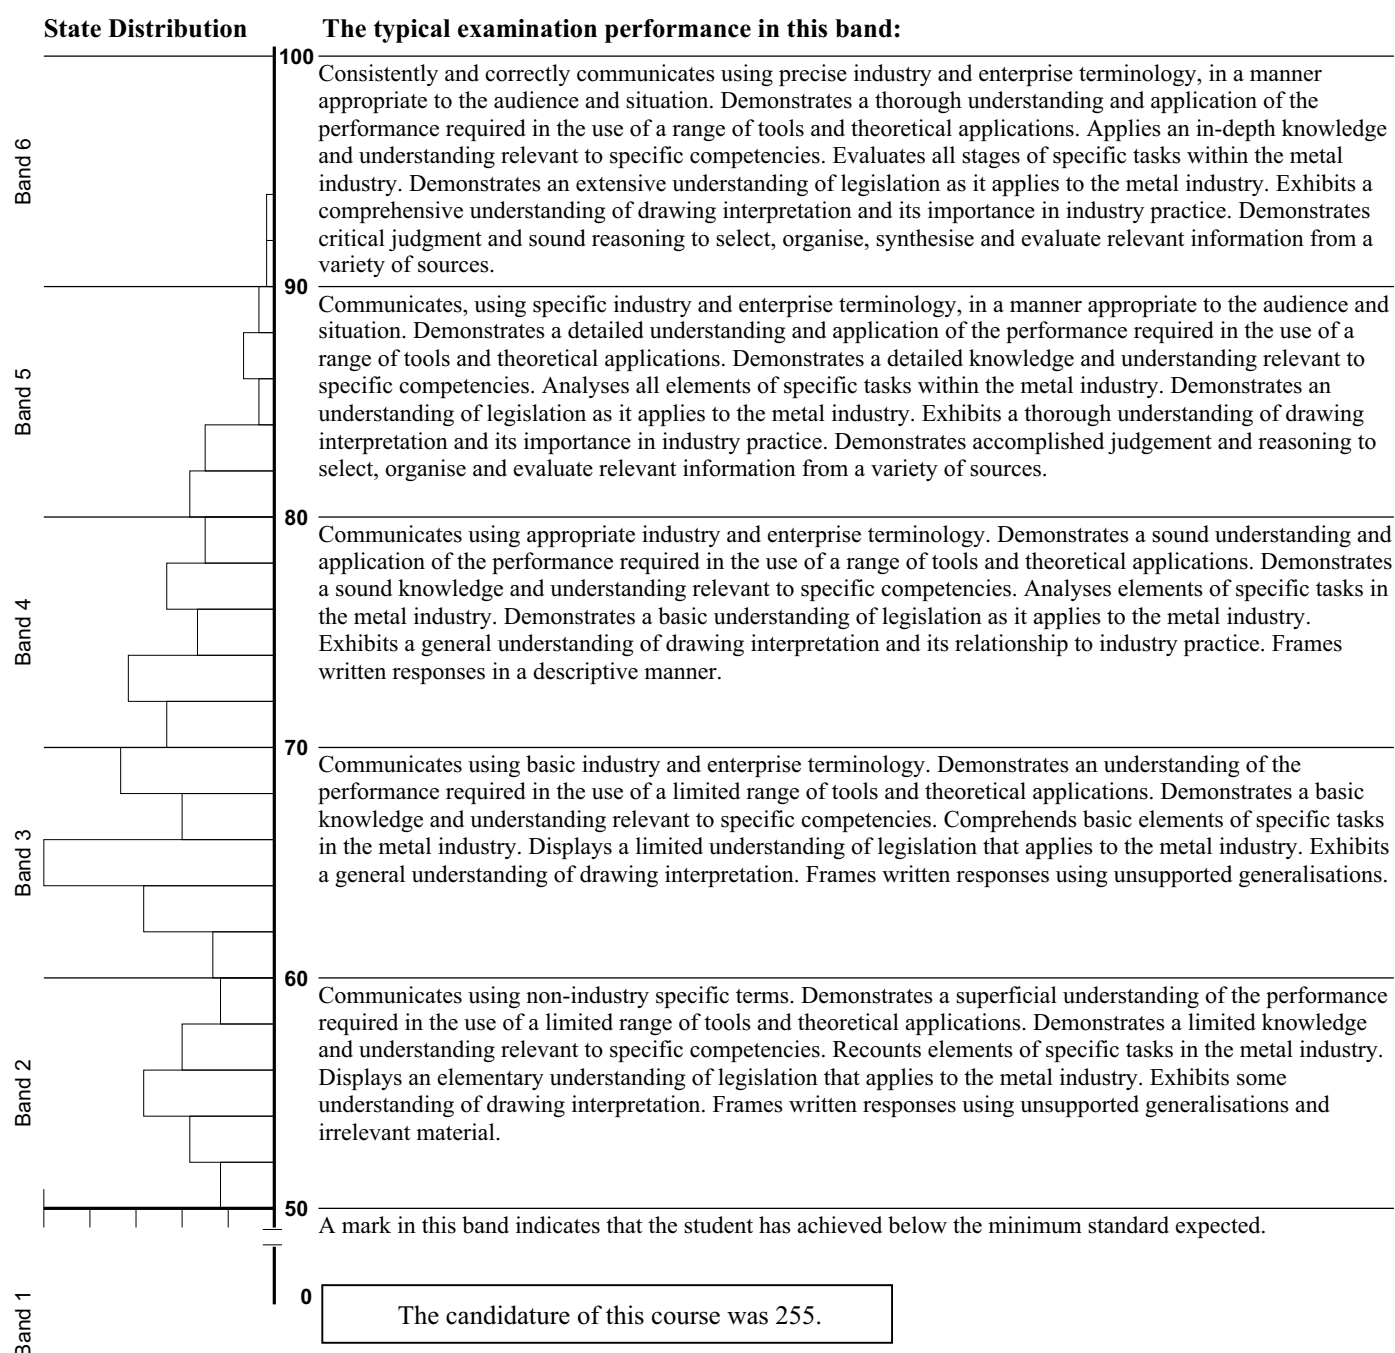 State Distribution
The typical examination performance in this band:
100
Band 6
Consistently and correctly communicates using precise industry and enterprise terminology, in a manner
appropriate to the audience and situation. Demonstrates a thorough understanding and application of the
performance required in the use of a range of tools and theoretical applications. Applies an in-depth knowledge
and understanding relevant to specific competencies. Evaluates all stages of specific tasks within the metal
industry. Demonstrates an extensive understanding of legislation as it applies to the metal industry. Exhibits a
comprehensive understanding of drawing interpretation and its importance in industry practice. Demonstrates
critical judgment and sound reasoning to select, organise, synthesise and evaluate relevant information from a
variety of sources.
90
Band 5
Communicates, using specific industry and enterprise terminology, in a manner appropriate to the audience and
situation. Demonstrates a detailed understanding and application of the performance required in the use of a
range of tools and theoretical applications. Demonstrates a detailed knowledge and understanding relevant to
specific competencies. Analyses all elements of specific tasks within the metal industry. Demonstrates an
understanding of legislation as it applies to the metal industry. Exhibits a thorough understanding of drawing
interpretation and its importance in industry practice. Demonstrates accomplished judgement and reasoning to
select, organise and evaluate relevant information from a variety of sources.
80
Band 4
Communicates using appropriate industry and enterprise terminology. Demonstrates a sound understanding and
application of the performance required in the use of a range of tools and theoretical applications. Demonstrates
a sound knowledge and understanding relevant to specific competencies. Analyses elements of specific tasks in
the metal industry. Demonstrates a basic understanding of legislation as it applies to the metal industry.
Exhibits a general understanding of drawing interpretation and its relationship to industry practice. Frames
written responses in a descriptive manner.
70
Band 3
Communicates using basic industry and enterprise terminology. Demonstrates an understanding of the
performance required in the use of a limited range of tools and theoretical applications. Demonstrates a basic
knowledge and understanding relevant to specific competencies. Comprehends basic elements of specific tasks
in the metal industry. Displays a limited understanding of legislation that applies to the metal industry. Exhibits
a general understanding of drawing interpretation. Frames written responses using unsupported generalisations.
60
Band 2
Communicates using non-industry specific terms. Demonstrates a superficial understanding of the performance
required in the use of a limited range of tools and theoretical applications. Demonstrates a limited knowledge
and understanding relevant to specific competencies. Recounts elements of specific tasks in the metal industry.
Displays an elementary understanding of legislation that applies to the metal industry. Exhibits some
understanding of drawing interpretation. Frames written responses using unsupported generalisations and
irrelevant material.
50
A mark in this band indicates that the student has achieved below the minimum standard expected.
0
Band 1
The candidature of this course was 255.